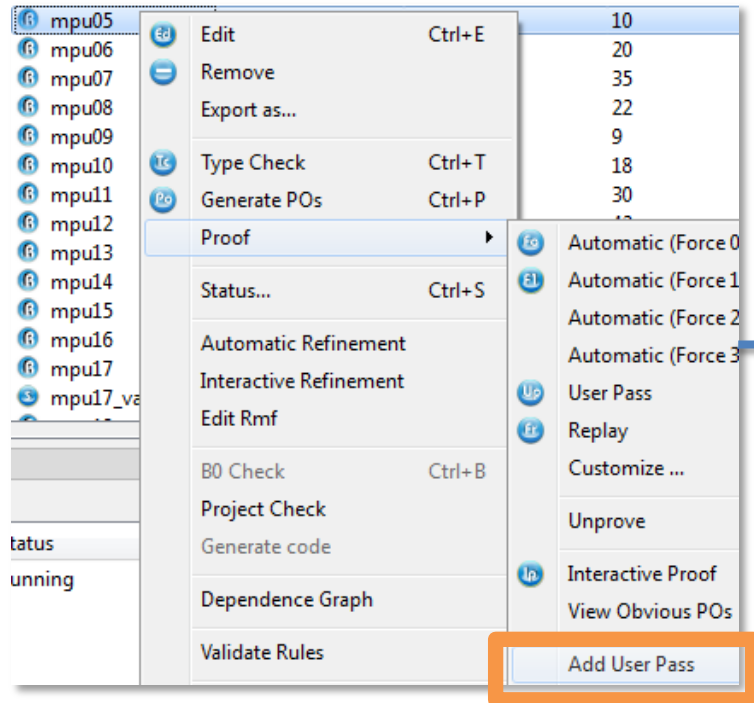 mpu05 10
mpu06 20
mpu07 35
mpu08 22
mpu09 9
mpu10 18
mpu11 30
mpu12
mpu13
mpu14
mpu15
mpu16
mpu17
mpu17_va
tatus
unning
Edit Ctrl+E
Remove
Export as...
Type Check Ctrl+T
Generate POs Ctrl+P
Proof
Status... Ctrl+S
Automatic Refinement
Interactive Refinement
Edit Rmf
B0 Check Ctrl+B
Project Check
Generate code
Dependence Graph
Validate Rules
Automatic (Force 0
Automatic (Force 1
Automatic (Force 2
Automatic (Force 3
User Pass
Replay
Customize ...
Unprove
Interactive Proof
View Obvious POs
Add User Pass